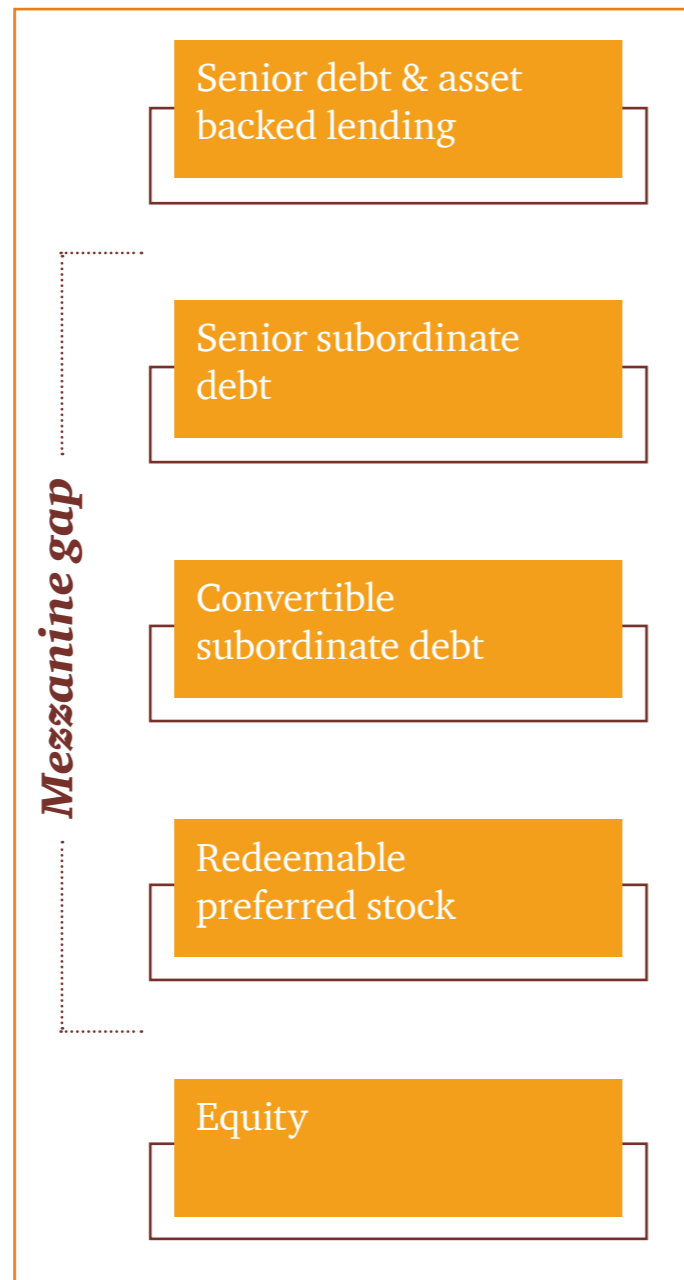 Senior debt & asset
backed lending
Senior subordinate
debt
Mezzanine gap
Convertible
subordinate debt
Redeemable
preferred stock
Equity